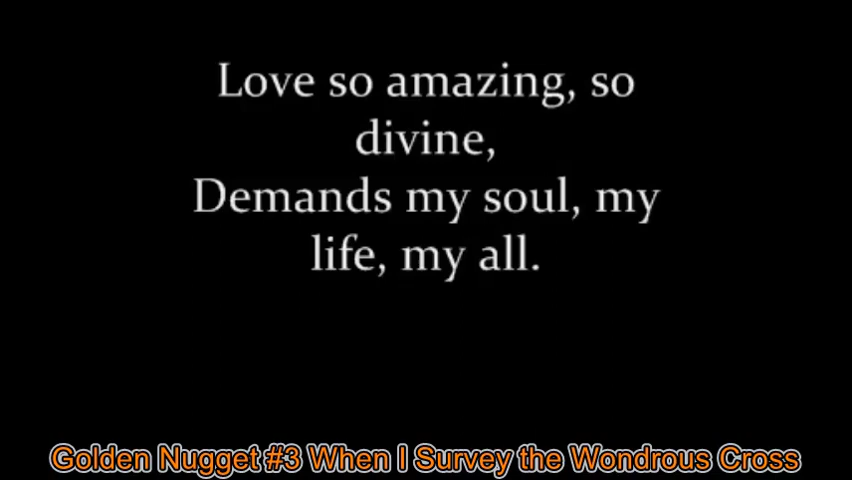 Love so amazing, so
divine,
Demands my soul, my
life, my all.
Golden Nugget #3 When I Survey the Wondrous Cross